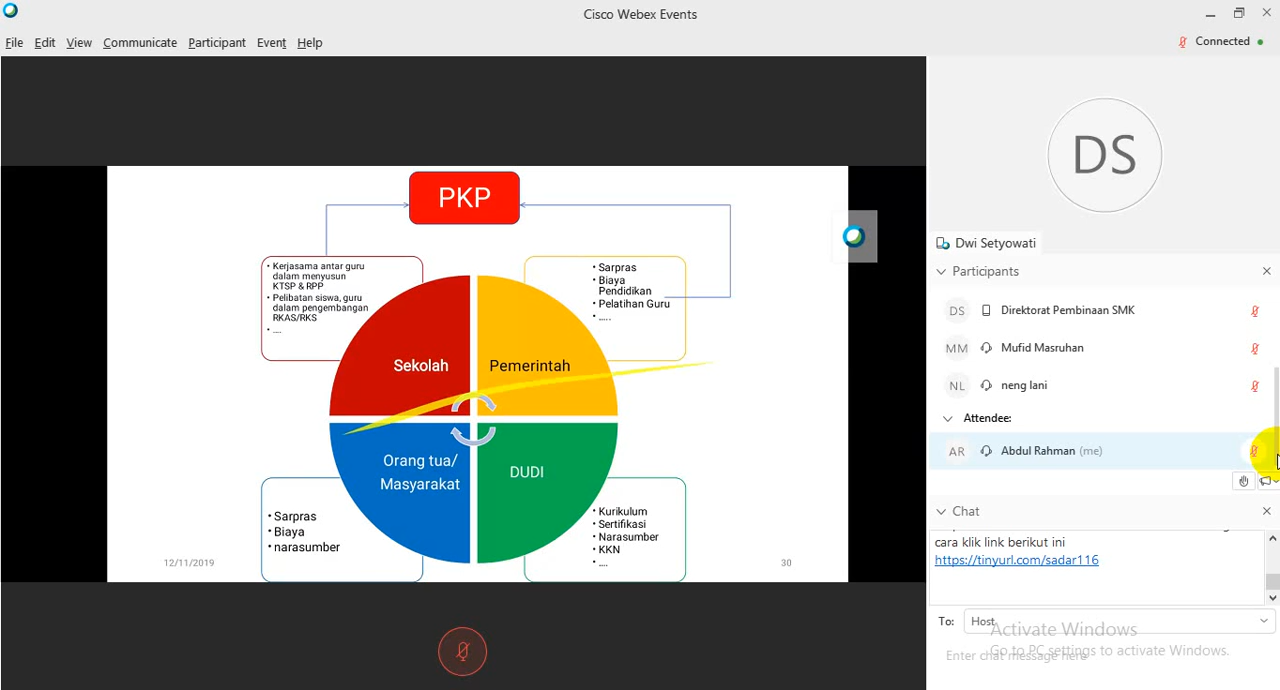 Cisco Webex Events
File Edit View Communicate Participant Event Help
Connected
PKP
• Kerjasama antar guru
dalam menyusun
KTSP & RPP
• Pelibatan siswa, guru
dalam pengembangan
RKAS/RKS
• ....
• Sarpras
• Biaya
Pendidikan
• Pelatihan Guru
• .....
Sekolah
Pemerintah
Orang tua/
Masyarakat
DUDI
• Sarpras
• Biaya
• narasumber
• Kurikulum
• Sertifikasi
• Narasumber
• KKN
• ....
12/11/2019
30
DS
Dwi Setyowati
Participants
DS Direktorat Pembinaan SMK
MM Mufid Masruhan
NL neng lani
Attendee:
AR Abdul Rahman (me)
Chat
cara klik link berikut ini
https://tinyurl.com/sadar116
To: Host
Activate Windows
Go to PC settings to activate Windows.
Enter chat message here